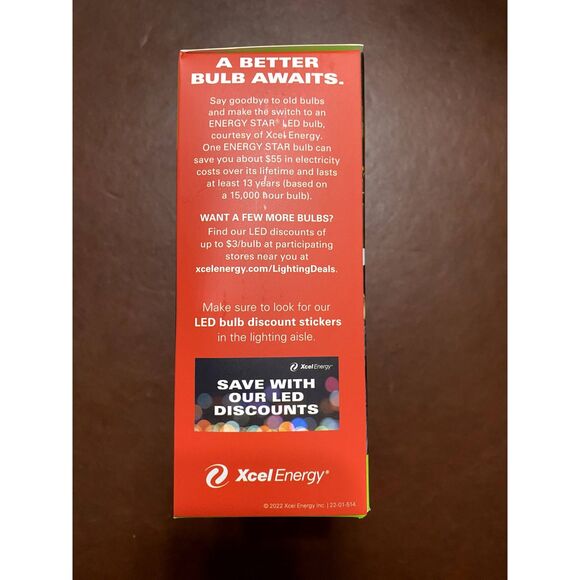 A BETTER
BULB AWAITS.
Say goodbye to old bulbs
and make the switch to an
ENERGY STAR® LED bulb,
courtesy of Xcel Energy.
One ENERGY STAR bulb can
save you about $55 in electricity
costs over its lifetime and lasts
at least 13 years (based on
a 15,000 hour bulb).
WANT A FEW MORE BULBS?
Find our LED discounts of
up to $3/bulb at participating
stores near you at
xcelenergy.com/LightingDeals.
Make sure to look for our
LED bulb discount stickers
in the lighting aisle.
Xcel Energy®
SAVE WITH
OUR LED
DISCOUNTS
Xcel Energy®
© 2022 Xcel Energy Inc. | 22-01-514